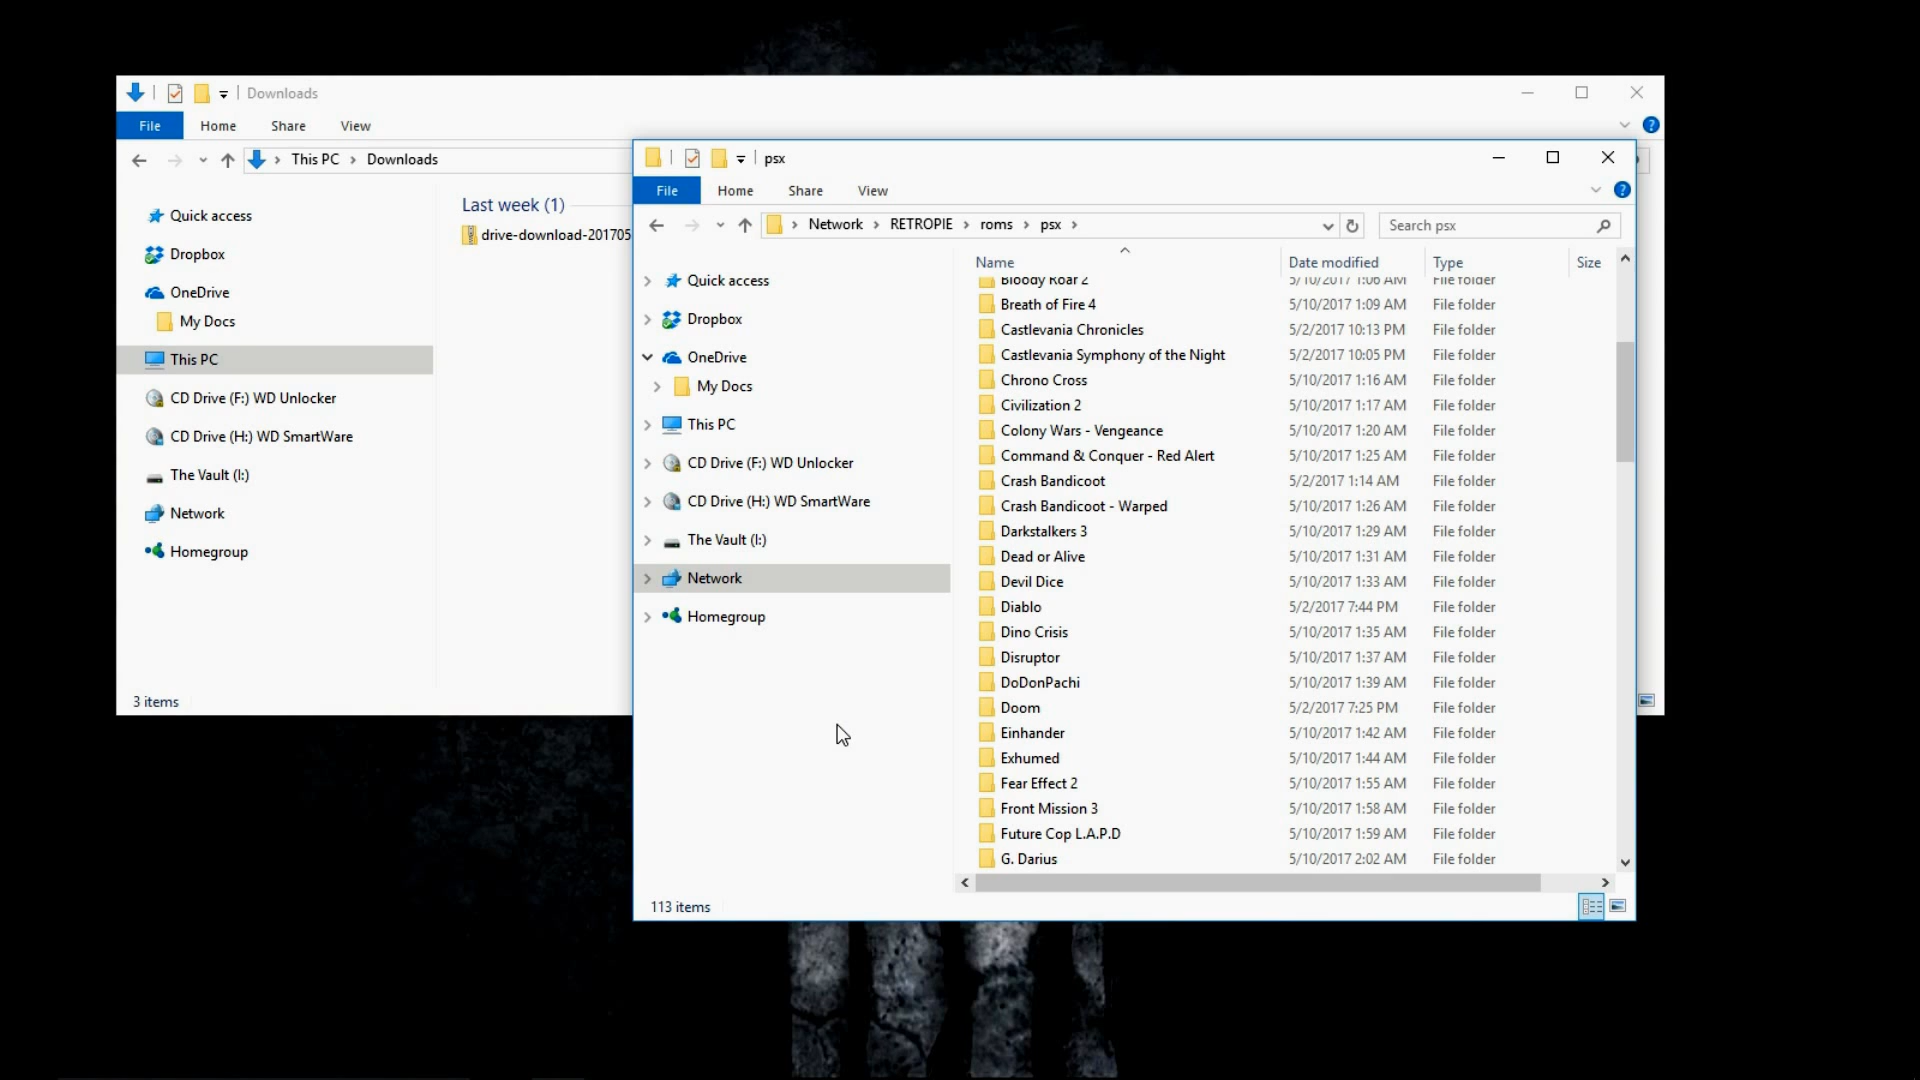 Downloads
File Home Share View
This PC > Downloads
Quick access
Dropbox
OneDrive
My Docs
This PC
CD Drive (F:) WD Unlocker
CD Drive (H:) WD SmartWare
The Vault (I:)
Network
Homegroup
Last week (1)
drive-download-201705
3 items
psx
File Home Share View
Network > RETROPIE > roms > psx >
Search psx
Quick access
Dropbox
OneDrive
My Docs
This PC
CD Drive (F:) WD Unlocker
CD Drive (H:) WD SmartWare
The Vault (I:)
Network
Homegroup
Name Date modified Type Size
Bloody Roar 2 5/10/2017 1:06 AM File folder
Breath of Fire 4 5/10/2017 1:09 AM File folder
Castlevania Chronicles 5/2/2017 10:13 PM File folder
Castlevania Symphony of the Night 5/2/2017 10:05 PM File folder
Chrono Cross 5/10/2017 1:16 AM File folder
Civilization 2 5/10/2017 1:17 AM File folder
Colony Wars - Vengeance 5/10/2017 1:20 AM File folder
Command & Conquer - Red Alert 5/10/2017 1:25 AM File folder
Crash Bandicoot 5/2/2017 1:14 AM File folder
Crash Bandicoot - Warped 5/10/2017 1:26 AM File folder
Darkstalkers 3 5/10/2017 1:29 AM File folder
Dead or Alive 5/10/2017 1:31 AM File folder
Devil Dice 5/10/2017 1:33 AM File folder
Diablo 5/2/2017 7:44 PM File folder
Dino Crisis 5/10/2017 1:35 AM File folder
Disruptor 5/10/2017 1:37 AM File folder
DoDonPachi 5/10/2017 1:39 AM File folder
Doom 5/2/2017 7:25 PM File folder
Einhander 5/10/2017 1:42 AM File folder
Exhumed 5/10/2017 1:44 AM File folder
Fear Effect 2 5/10/2017 1:55 AM File folder
Front Mission 3 5/10/2017 1:58 AM File folder
Future Cop L.A.P.D 5/10/2017 1:59 AM File folder
G. Darius 5/10/2017 2:02 AM File folder
113 items